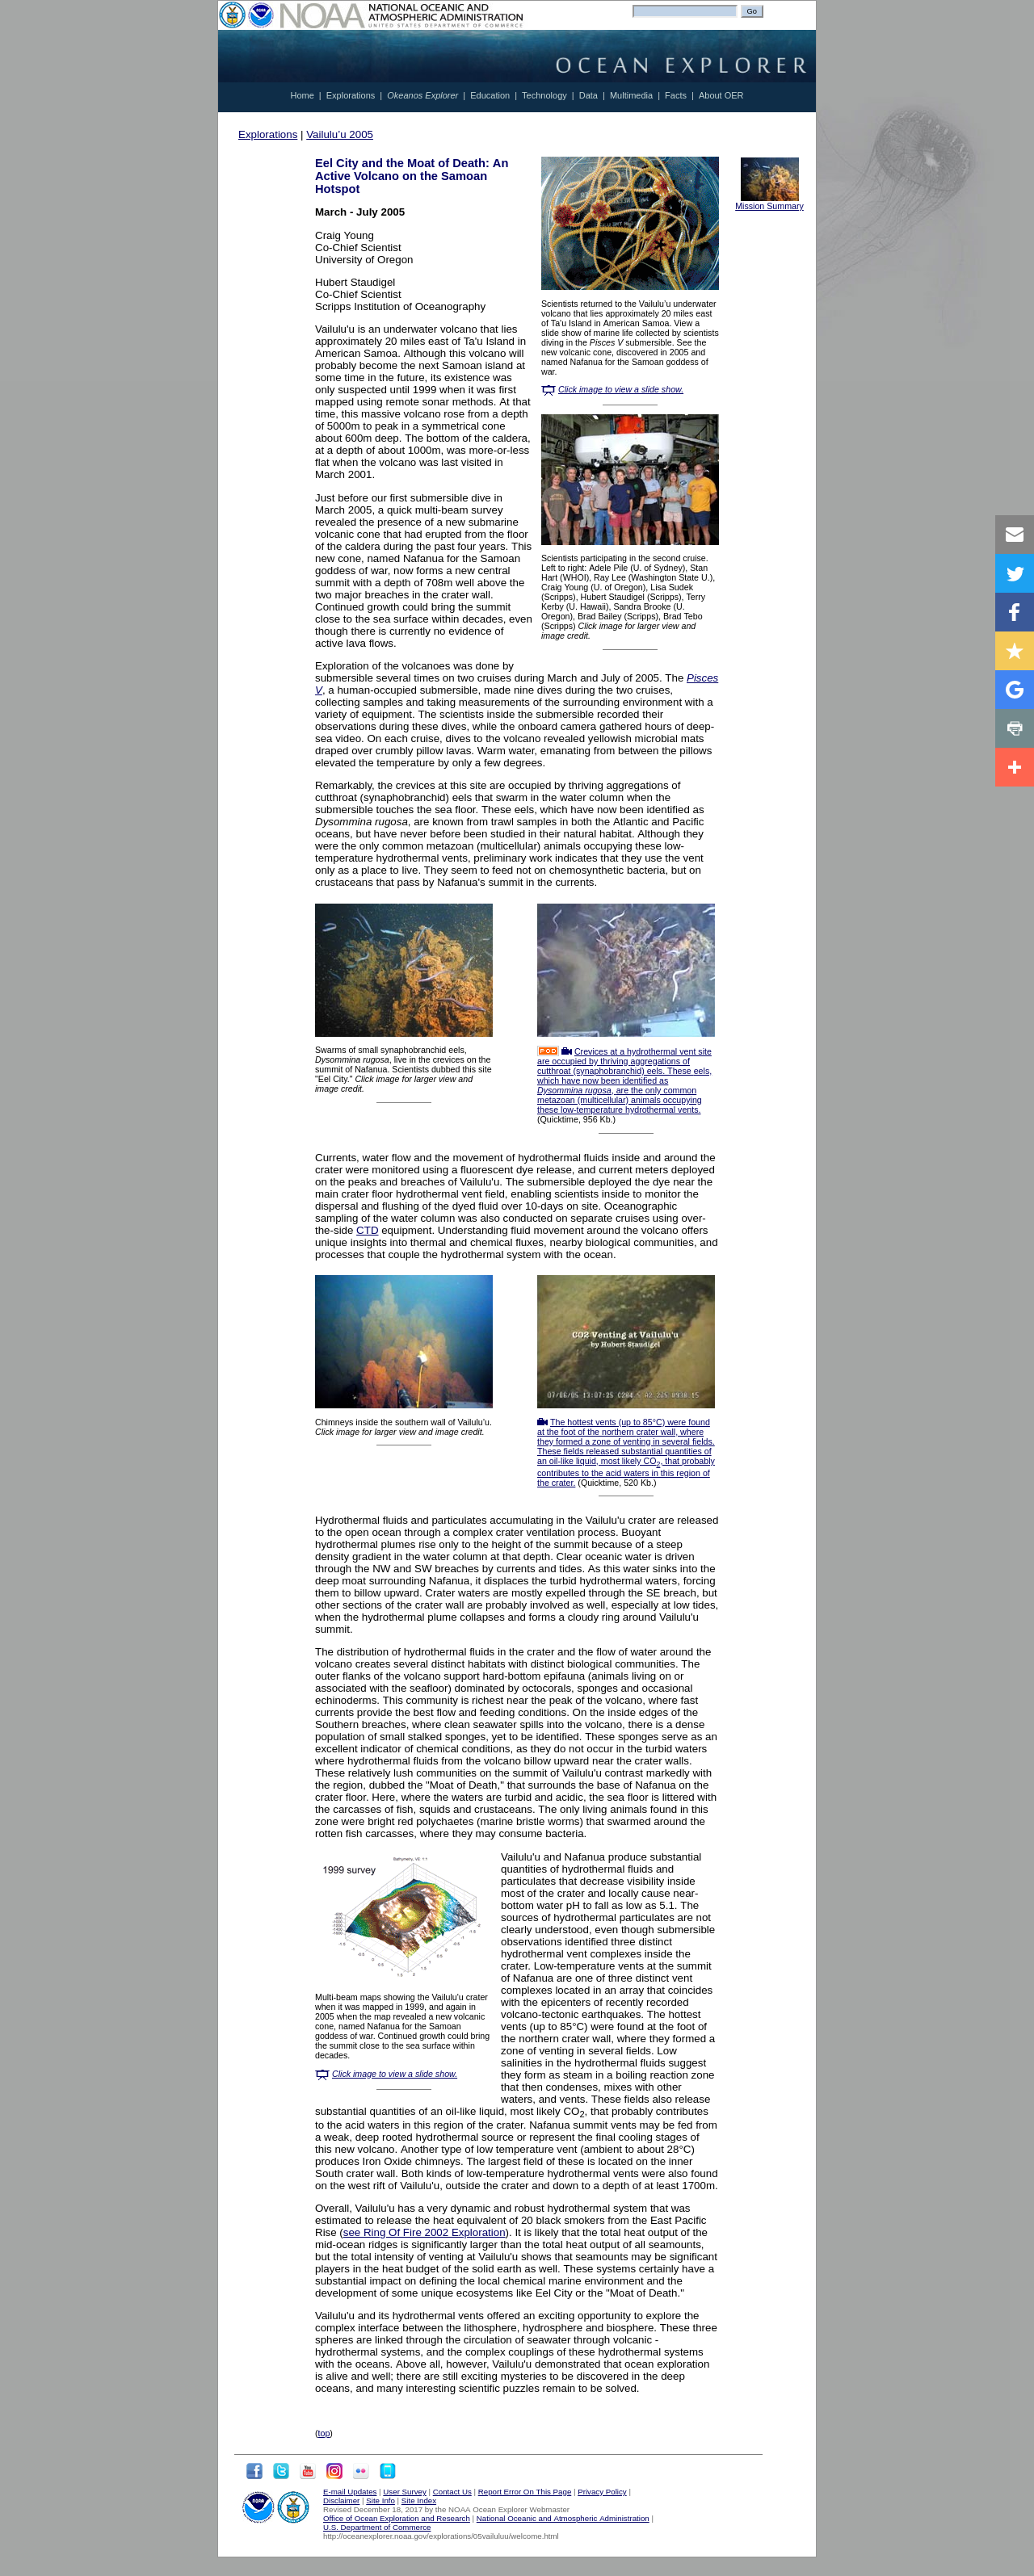 NOAA
NATIONAL OCEANIC AND
ATMOSPHERIC ADMINISTRATION
UNITED STATES DEPARTMENT OF COMMERCE
Go
OCEAN EXPLORER
Home | Explorations | Okeanos Explorer | Education | Technology | Data | Multimedia | Facts | About OER
Explorations | Vailulu'u 2005
Eel City and the Moat of Death: An
Active Volcano on the Samoan
Hotspot
March - July 2005
Craig Young
Co-Chief Scientist
University of Oregon
Hubert Staudigel
Co-Chief Scientist
Scripps Institution of Oceanography
Vailulu'u is an underwater volcano that lies
approximately 20 miles east of Ta'u Island in
American Samoa. Although this volcano will
probably become the next Samoan island at
some time in the future, its existence was
only suspected until 1999 when it was first
mapped using remote sonar methods. At that
time, this massive volcano rose from a depth
of 5000m to peak in a symmetrical cone
about 600m deep. The bottom of the caldera,
at a depth of about 1000m, was more-or-less
flat when the volcano was last visited in
March 2001.
Just before our first submersible dive in
March 2005, a quick multi-beam survey
revealed the presence of a new submarine
volcanic cone that had erupted from the floor
of the caldera during the past four years. This
new cone, named Nafanua for the Samoan
goddess of war, now forms a new central
summit with a depth of 708m well above the
two major breaches in the crater wall.
Continued growth could bring the summit
close to the sea surface within decades, even
though there is currently no evidence of
active lava flows.
Scientists returned to the Vailulu'u underwater
volcano that lies approximately 20 miles east
of Ta'u Island in American Samoa. View a
slide show of marine life collected by scientists
diving in the Pisces V submersible. See the
new volcanic cone, discovered in 2005 and
named Nafanua for the Samoan goddess of
war.
Click image to view a slide show.
Scientists participating in the second cruise.
Left to right: Adele Pile (U. of Sydney), Stan
Hart (WHOI), Ray Lee (Washington State U.),
Craig Young (U. of Oregon), Lisa Sudek
(Scripps), Hubert Staudigel (Scripps), Terry
Kerby (U. Hawaii), Sandra Brooke (U.
Oregon), Brad Bailey (Scripps), Brad Tebo
(Scripps) Click image for larger view and
image credit.
Mission Summary
Exploration of the volcanoes was done by
submersible several times on two cruises during March and July of 2005. The Pisces
V, a human-occupied submersible, made nine dives during the two cruises,
collecting samples and taking measurements of the surrounding environment with a
variety of equipment. The scientists inside the submersible recorded their
observations during these dives, while the onboard camera gathered hours of deep-
sea video. On each cruise, dives to the volcano revealed yellowish microbial mats
draped over crumbly pillow lavas. Warm water, emanating from between the pillows
elevated the temperature by only a few degrees.
Remarkably, the crevices at this site are occupied by thriving aggregations of
cutthroat (synaphobranchid) eels that swarm in the water column when the
submersible touches the sea floor. These eels, which have now been identified as
Dysommina rugosa, are known from trawl samples in both the Atlantic and Pacific
oceans, but have never before been studied in their natural habitat. Although they
were the only common metazoan (multicellular) animals occupying these low-
temperature hydrothermal vents, preliminary work indicates that they use the vent
only as a place to live. They seem to feed not on chemosynthetic bacteria, but on
crustaceans that pass by Nafanua's summit in the currents.
Swarms of small synaphobranchid eels,
Dysommina rugosa, live in the crevices on the
summit of Nafanua. Scientists dubbed this site
"Eel City." Click image for larger view and
image credit.
POD Crevices at a hydrothermal vent site
are occupied by thriving aggregations of
cutthroat (synaphobranchid) eels. These eels,
which have now been identified as
Dysommina rugosa, are the only common
metazoan (multicellular) animals occupying
these low-temperature hydrothermal vents.
(Quicktime, 956 Kb.)
Currents, water flow and the movement of hydrothermal fluids inside and around the
crater were monitored using a fluorescent dye release, and current meters deployed
on the peaks and breaches of Vailulu'u. The submersible deployed the dye near the
main crater floor hydrothermal vent field, enabling scientists inside to monitor the
dispersal and flushing of the dyed fluid over 10-days on site. Oceanographic
sampling of the water column was also conducted on separate cruises using over-
the-side CTD equipment. Understanding fluid movement around the volcano offers
unique insights into thermal and chemical fluxes, nearby biological communities, and
processes that couple the hydrothermal system with the ocean.
CO2 Venting at Vailulu'u
by Hubert Staudigel
Chimneys inside the southern wall of Vailulu'u.
Click image for larger view and image credit.
The hottest vents (up to 85°C) were found
at the foot of the northern crater wall, where
they formed a zone of venting in several fields.
These fields released substantial quantities of
an oil-like liquid, most likely CO2, that probably
contributes to the acid waters in this region of
the crater. (Quicktime, 520 Kb.)
Hydrothermal fluids and particulates accumulating in the Vailulu'u crater are released
to the open ocean through a complex crater ventilation process. Buoyant
hydrothermal plumes rise only to the height of the summit because of a steep
density gradient in the water column at that depth. Clear oceanic water is driven
through the NW and SW breaches by currents and tides. As this water sinks into the
deep moat surrounding Nafanua, it displaces the turbid hydrothermal waters, forcing
them to billow upward. Crater waters are mostly expelled through the SE breach, but
other sections of the crater wall are probably involved as well, especially at low tides,
when the hydrothermal plume collapses and forms a cloudy ring around Vailulu'u
summit.
The distribution of hydrothermal fluids in the crater and the flow of water around the
volcano creates several distinct habitats with distinct biological communities. The
outer flanks of the volcano support hard-bottom epifauna (animals living on or
associated with the seafloor) dominated by octocorals, sponges and occasional
echinoderms. This community is richest near the peak of the volcano, where fast
currents provide the best flow and feeding conditions. On the inside edges of the
Southern breaches, where clean seawater spills into the volcano, there is a dense
population of small stalked sponges, yet to be identified. These sponges serve as an
excellent indicator of chemical conditions, as they do not occur in the turbid waters
where hydrothermal fluids from the volcano billow upward near the crater walls.
These relatively lush communities on the summit of Vailulu'u contrast markedly with
the region, dubbed the "Moat of Death," that surrounds the base of Nafanua on the
crater floor. Here, where the waters are turbid and acidic, the sea floor is littered with
the carcasses of fish, squids and crustaceans. The only living animals found in this
zone were bright red polychaetes (marine bristle worms) that swarmed around the
rotten fish carcasses, where they may consume bacteria.
1999 survey
Multi-beam maps showing the Vailulu'u crater
when it was mapped in 1999, and again in
2005 when the map revealed a new volcanic
cone, named Nafanua for the Samoan
goddess of war. Continued growth could bring
the summit close to the sea surface within
decades.
Click image to view a slide show.
Vailulu'u and Nafanua produce substantial
quantities of hydrothermal fluids and
particulates that decrease visibility inside
most of the crater and locally cause near-
bottom water pH to fall as low as 5.1. The
sources of hydrothermal particulates are not
clearly understood, even though submersible
observations identified three distinct
hydrothermal vent complexes inside the
crater. Low-temperature vents at the summit
of Nafanua are one of three distinct vent
complexes located in an array that coincides
with the epicenters of recently recorded
volcano-tectonic earthquakes. The hottest
vents (up to 85°C) were found at the foot of
the northern crater wall, where they formed a
zone of venting in several fields. Low
salinities in the hydrothermal fluids suggest
they form as steam in a boiling reaction zone
that then condenses, mixes with other
waters, and vents. These fields also release
substantial quantities of an oil-like liquid, most likely CO2, that probably contributes
to the acid waters in this region of the crater. Nafanua summit vents may be fed from
a weak, deep rooted hydrothermal source or represent the final cooling stages of
this new volcano. Another type of low temperature vent (ambient to about 28°C)
produces Iron Oxide chimneys. The largest field of these is located on the inner
South crater wall. Both kinds of low-temperature hydrothermal vents were also found
on the west rift of Vailulu'u, outside the crater and down to a depth of at least 1700m.
Overall, Vailulu'u has a very dynamic and robust hydrothermal system that was
estimated to release the heat equivalent of 20 black smokers from the East Pacific
Rise (see Ring Of Fire 2002 Exploration). It is likely that the total heat output of the
mid-ocean ridges is significantly larger than the total heat output of all seamounts,
but the total intensity of venting at Vailulu'u shows that seamounts may be significant
players in the heat budget of the solid earth as well. These systems certainly have a
substantial impact on defining the local chemical marine environment and the
development of some unique ecosystems like Eel City or the "Moat of Death."
Vailulu'u and its hydrothermal vents offered an exciting opportunity to explore the
complex interface between the lithosphere, hydrosphere and biosphere. These three
spheres are linked through the circulation of seawater through volcanic -
hydrothermal systems, and the complex couplings of these hydrothermal systems
with the oceans. Above all, however, Vailulu'u demonstrated that ocean exploration
is alive and well; there are still exciting mysteries to be discovered in the deep
oceans, and many interesting scientific puzzles remain to be solved.
(top)
E-mail Updates | User Survey | Contact Us | Report Error On This Page | Privacy Policy |
Disclaimer | Site Info | Site Index
Revised December 18, 2017 by the NOAA Ocean Explorer Webmaster
Office of Ocean Exploration and Research | National Oceanic and Atmospheric Administration |
U.S. Department of Commerce
http://oceanexplorer.noaa.gov/explorations/05vailuluu/welcome.html